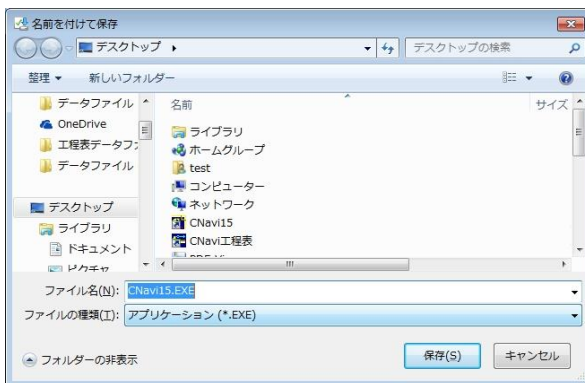 名前を付けて保存
デスクトップ
デスクトップの検索
整理 新しいフォルダー
データファイル
OneDrive
工程表データフ
データファイル
デスクトップ
ライブラリ
ドキュメント
ピクチャ
名前 サイズ
ライブラリ
ホームグループ
test
コンピューター
ネットワーク
CNavi15
CNavi工程表
ファイル名(N): CNavi15.EXE
ファイルの種類(T): アプリケーション (*.EXE)
フォルダーの非表示 保存(S) キャンセル